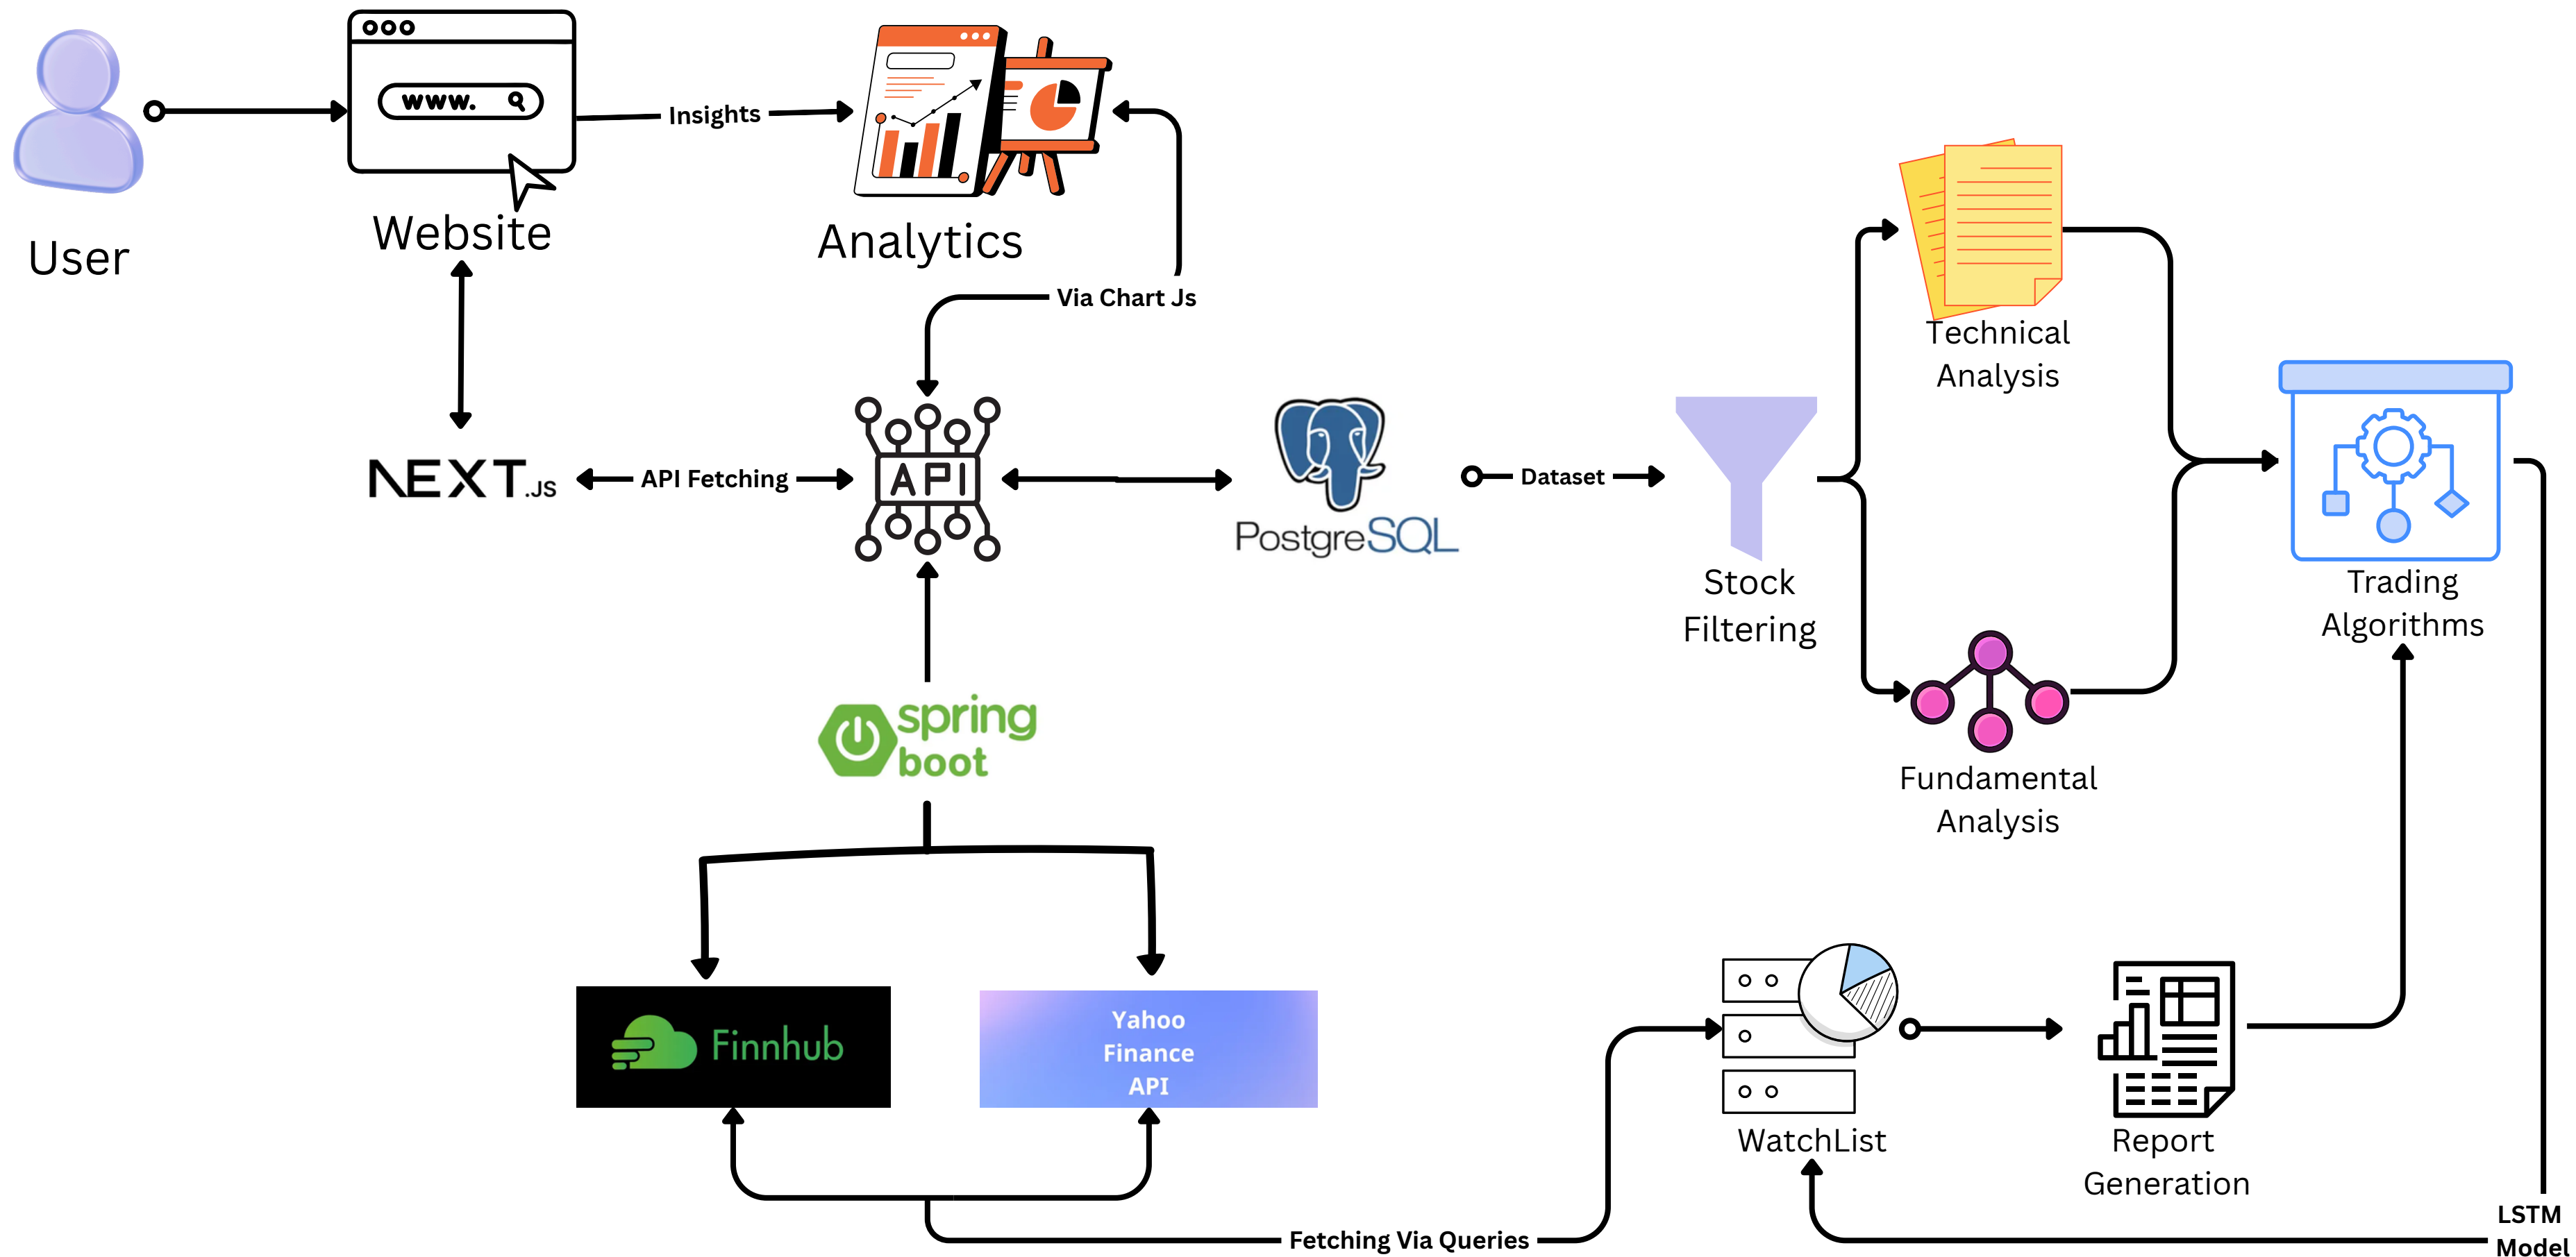 www.
User
Website
Insights
Analytics
Via Chart Js
NEXT.JS
API Fetching
API
PostgreSQL
Dataset
Stock
Filtering
Technical
Analysis
Fundamental
Analysis
Trading
Algorithms
spring
boot
Finnhub
Yahoo
Finance
API
Fetching Via Queries
WatchList
Report
Generation
LSTM
Model